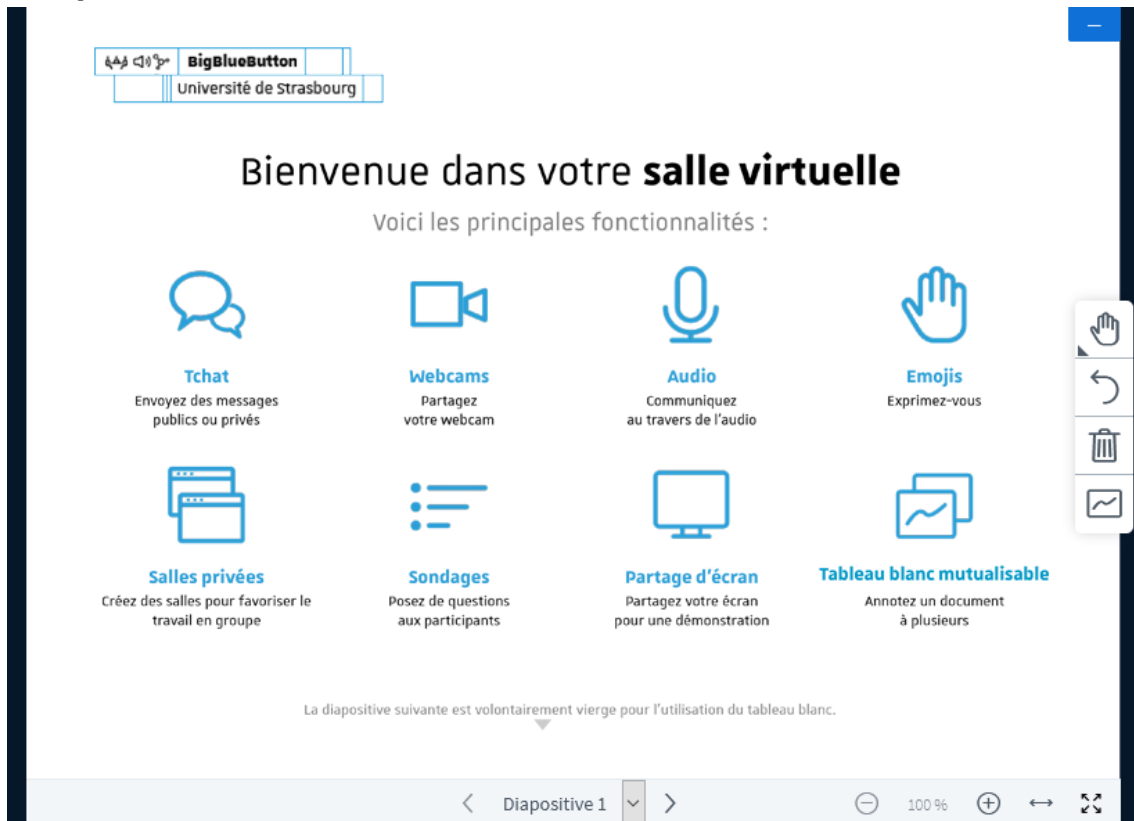 BigBlueButton
Université de Strasbourg
Bienvenue dans votre salle virtuelle
Voici les principales fonctionnalités :
Tchat
Envoyez des messages
publics ou privés
Webcams
Partagez
votre webcam
Audio
Communiquez
au travers de l'audio
Emojis
Exprimez-vous
Salles privées
Créez des salles pour favoriser le
travail en groupe
Sondages
Posez de questions
aux participants
Partage d'écran
Partagez votre écran
pour une démonstration
Tableau blanc mutualisable
Annotez un document
à plusieurs
La diapositive suivante est volontairement vierge pour l'utilisation du tableau blanc.
Diapositive 1
100 %